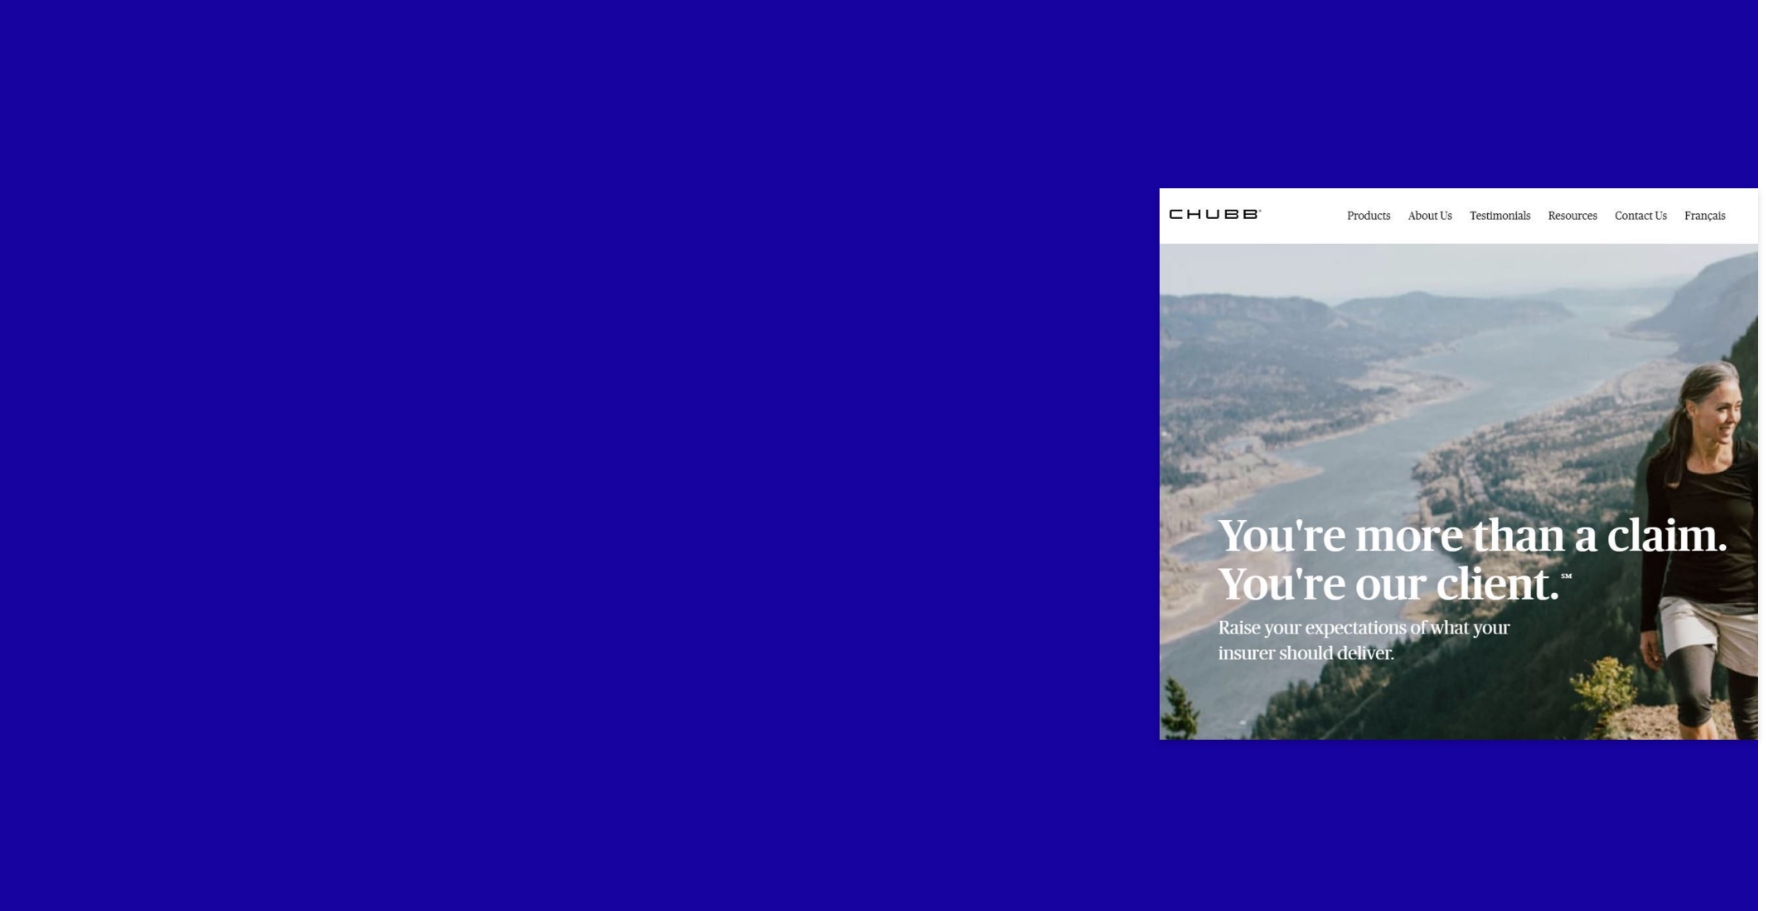 CHUBB®
Products About Us Testimonials Resources Contact Us Français
You're more than a claim.
You're our client.℠
Raise your expectations of what your
insurer should deliver.